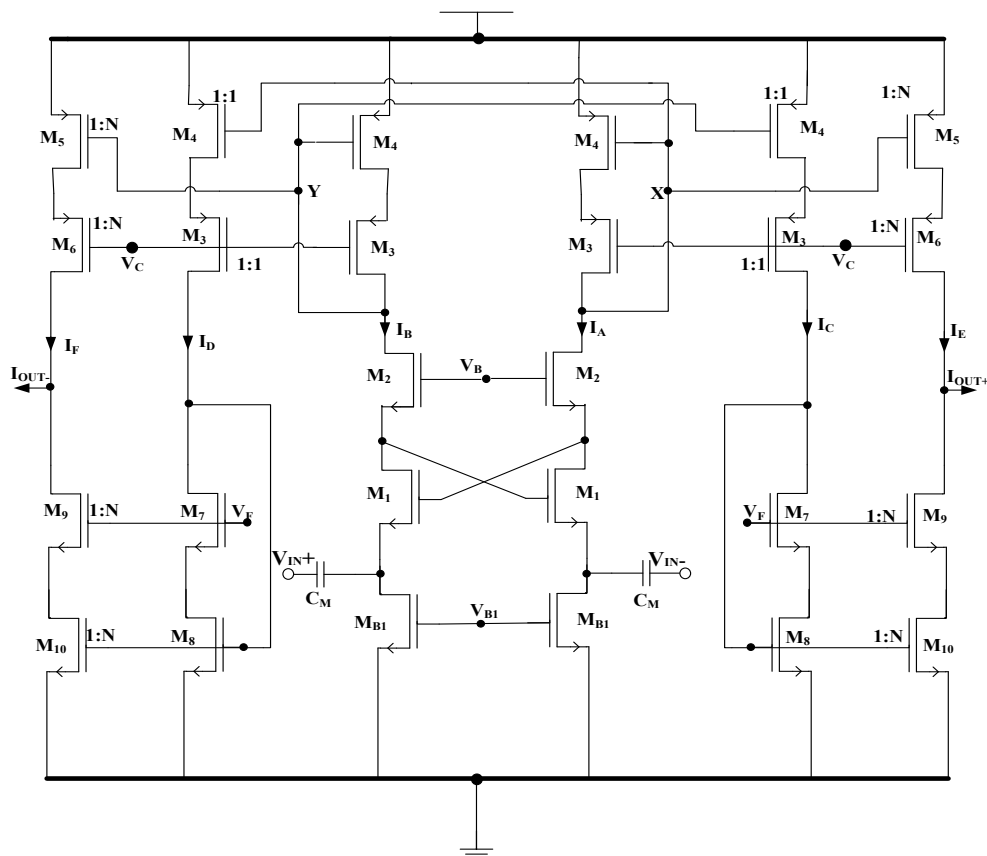 1:1 1:1 1:N
M5 1:N M4 M4 M4 M4 M5
Y X
1:N 1:N
M6 M3 M3 M3 M3 M6
VC 1:1 1:1 VC
IF ID IB IA IC IE
IOUT- M2 VB M2 IOUT+
M1 M1
M9 1:N M7 VF VF M7 1:N M9
VIN+ VIN-
CM CM
MB1 VB1 MB1
M10 1:N M8 M8 1:N M10